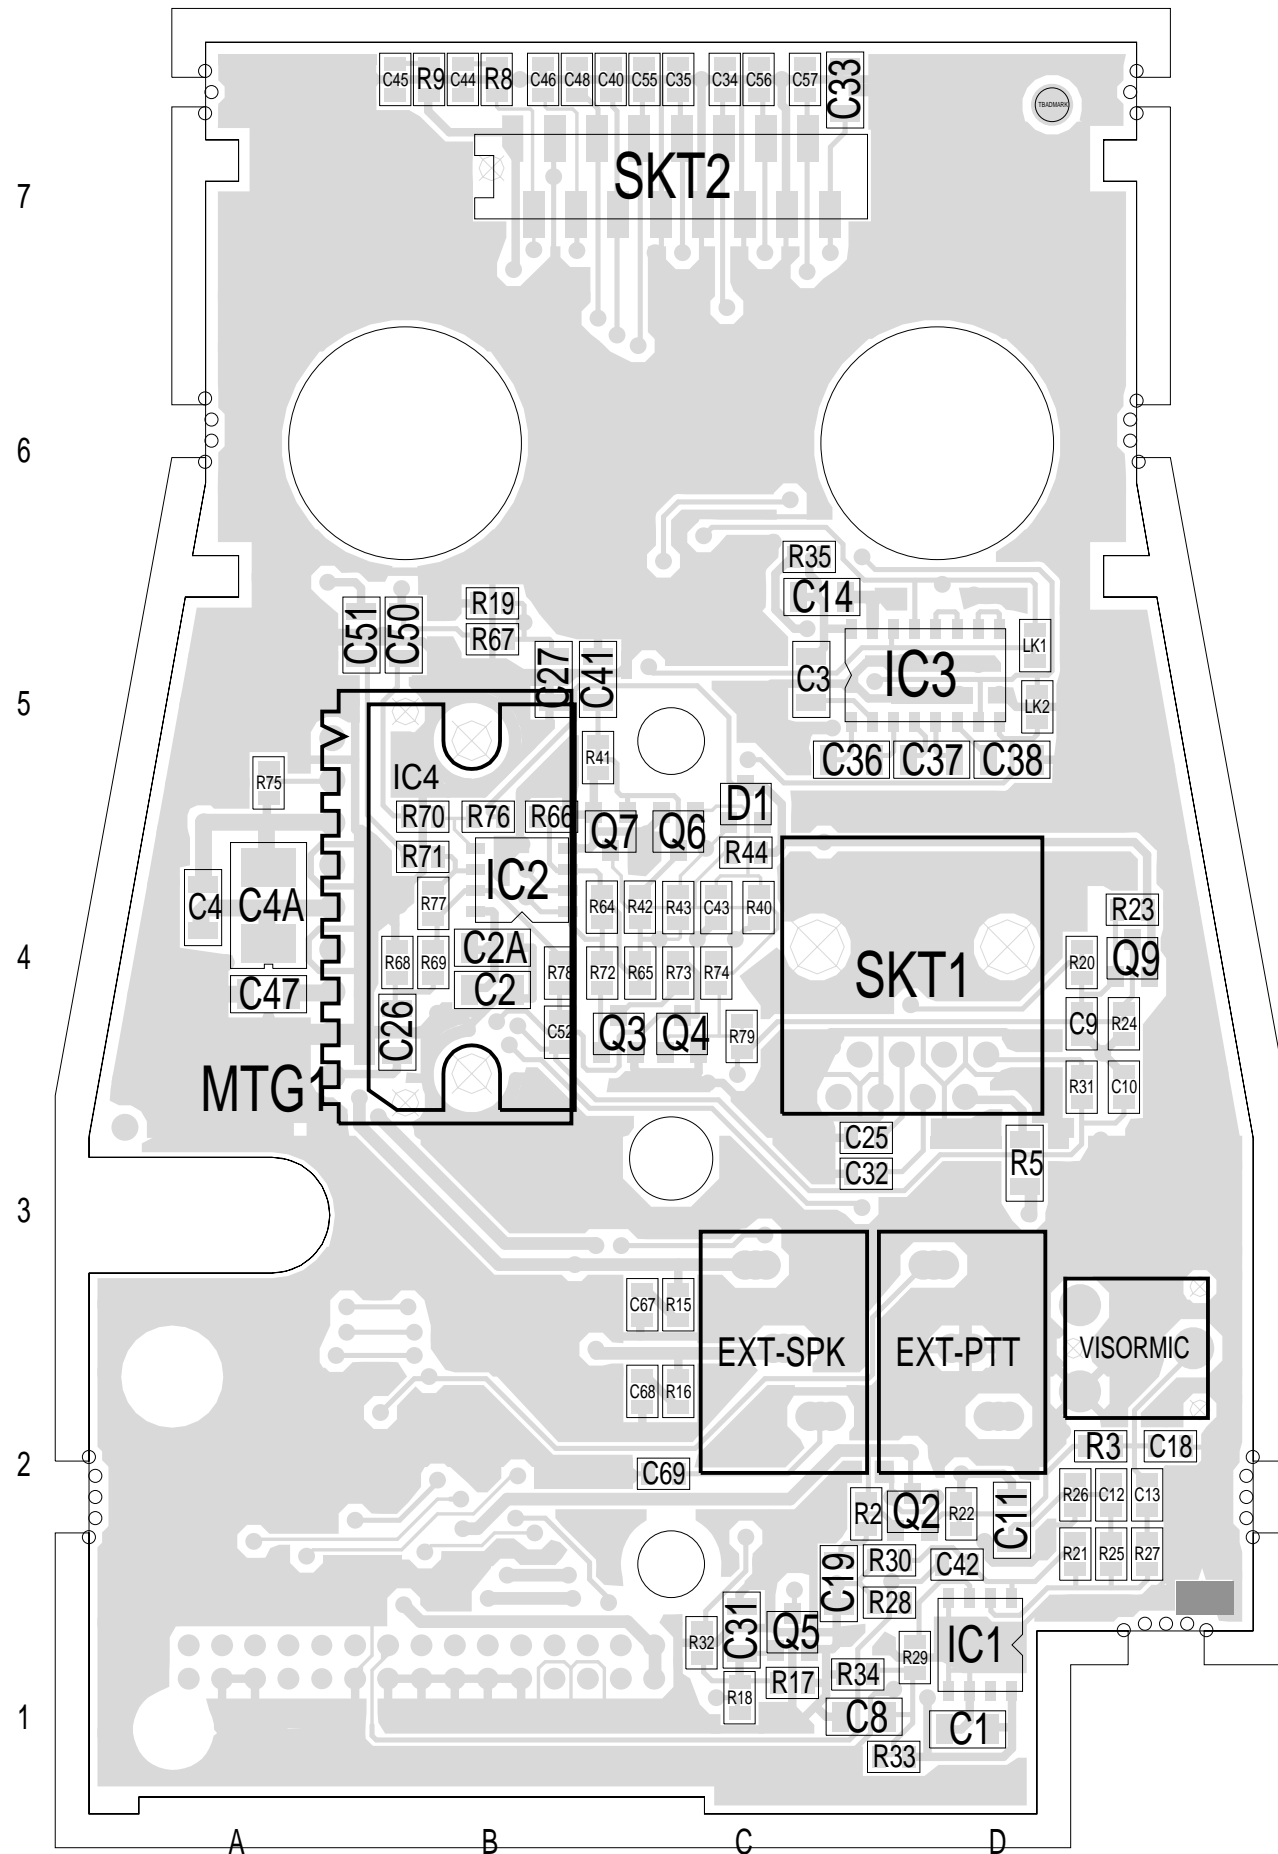 C45 R9 C44 R8 C46 C48 C40 C55 C35 C34 C56 C57 C33
TBADMARK
7
SKT2
6
R35
C14
C51 C50 R19
R67
C27 C41
LK1
C3 IC3
5
LK2
C36 C37 C38
R41
R75
IC4
D1
R70 R76 R66
Q7 Q6
R44
R71
IC2
C4 C4A R77
R64 R42 R43 C43 R40
R23
4
C2A
R68 R69 R78 R72 R65 R73 R74
SKT1
R20 Q9
C47 C2
C26 C52 Q3 Q4 R79
C9 R24
MTG1
R31 C10
C25
C32
R5
3
C67 R15
EXT-SPK
EXT-PTT
VISORMIC
C68 R16
R3 C18
2
C69
R26 C12 C13
R2 Q2 R22 C11
R21 R25 R27
R30 C42
C19
R28
C31 Q5
R32 IC1
R29
R34
R17
R18
1
C8
C1
R33
A B C D